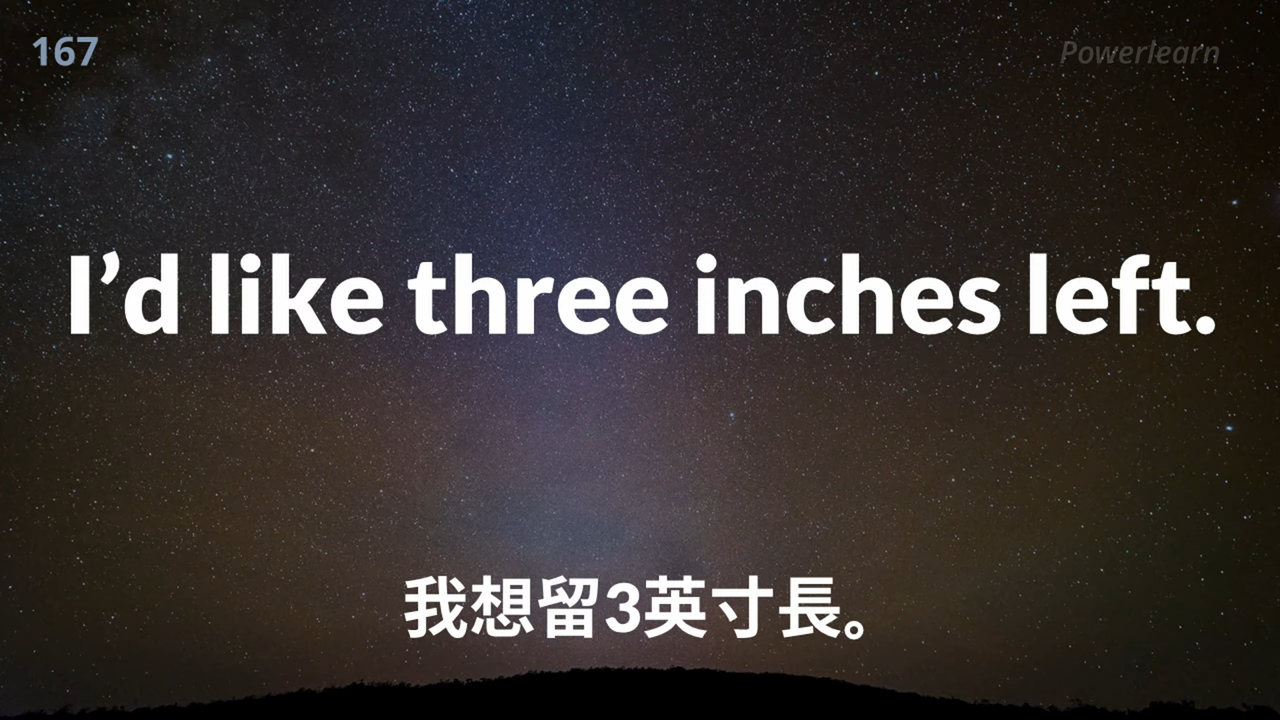 167
Powerlearn
I’d like three inches left.
我想留3英寸長。